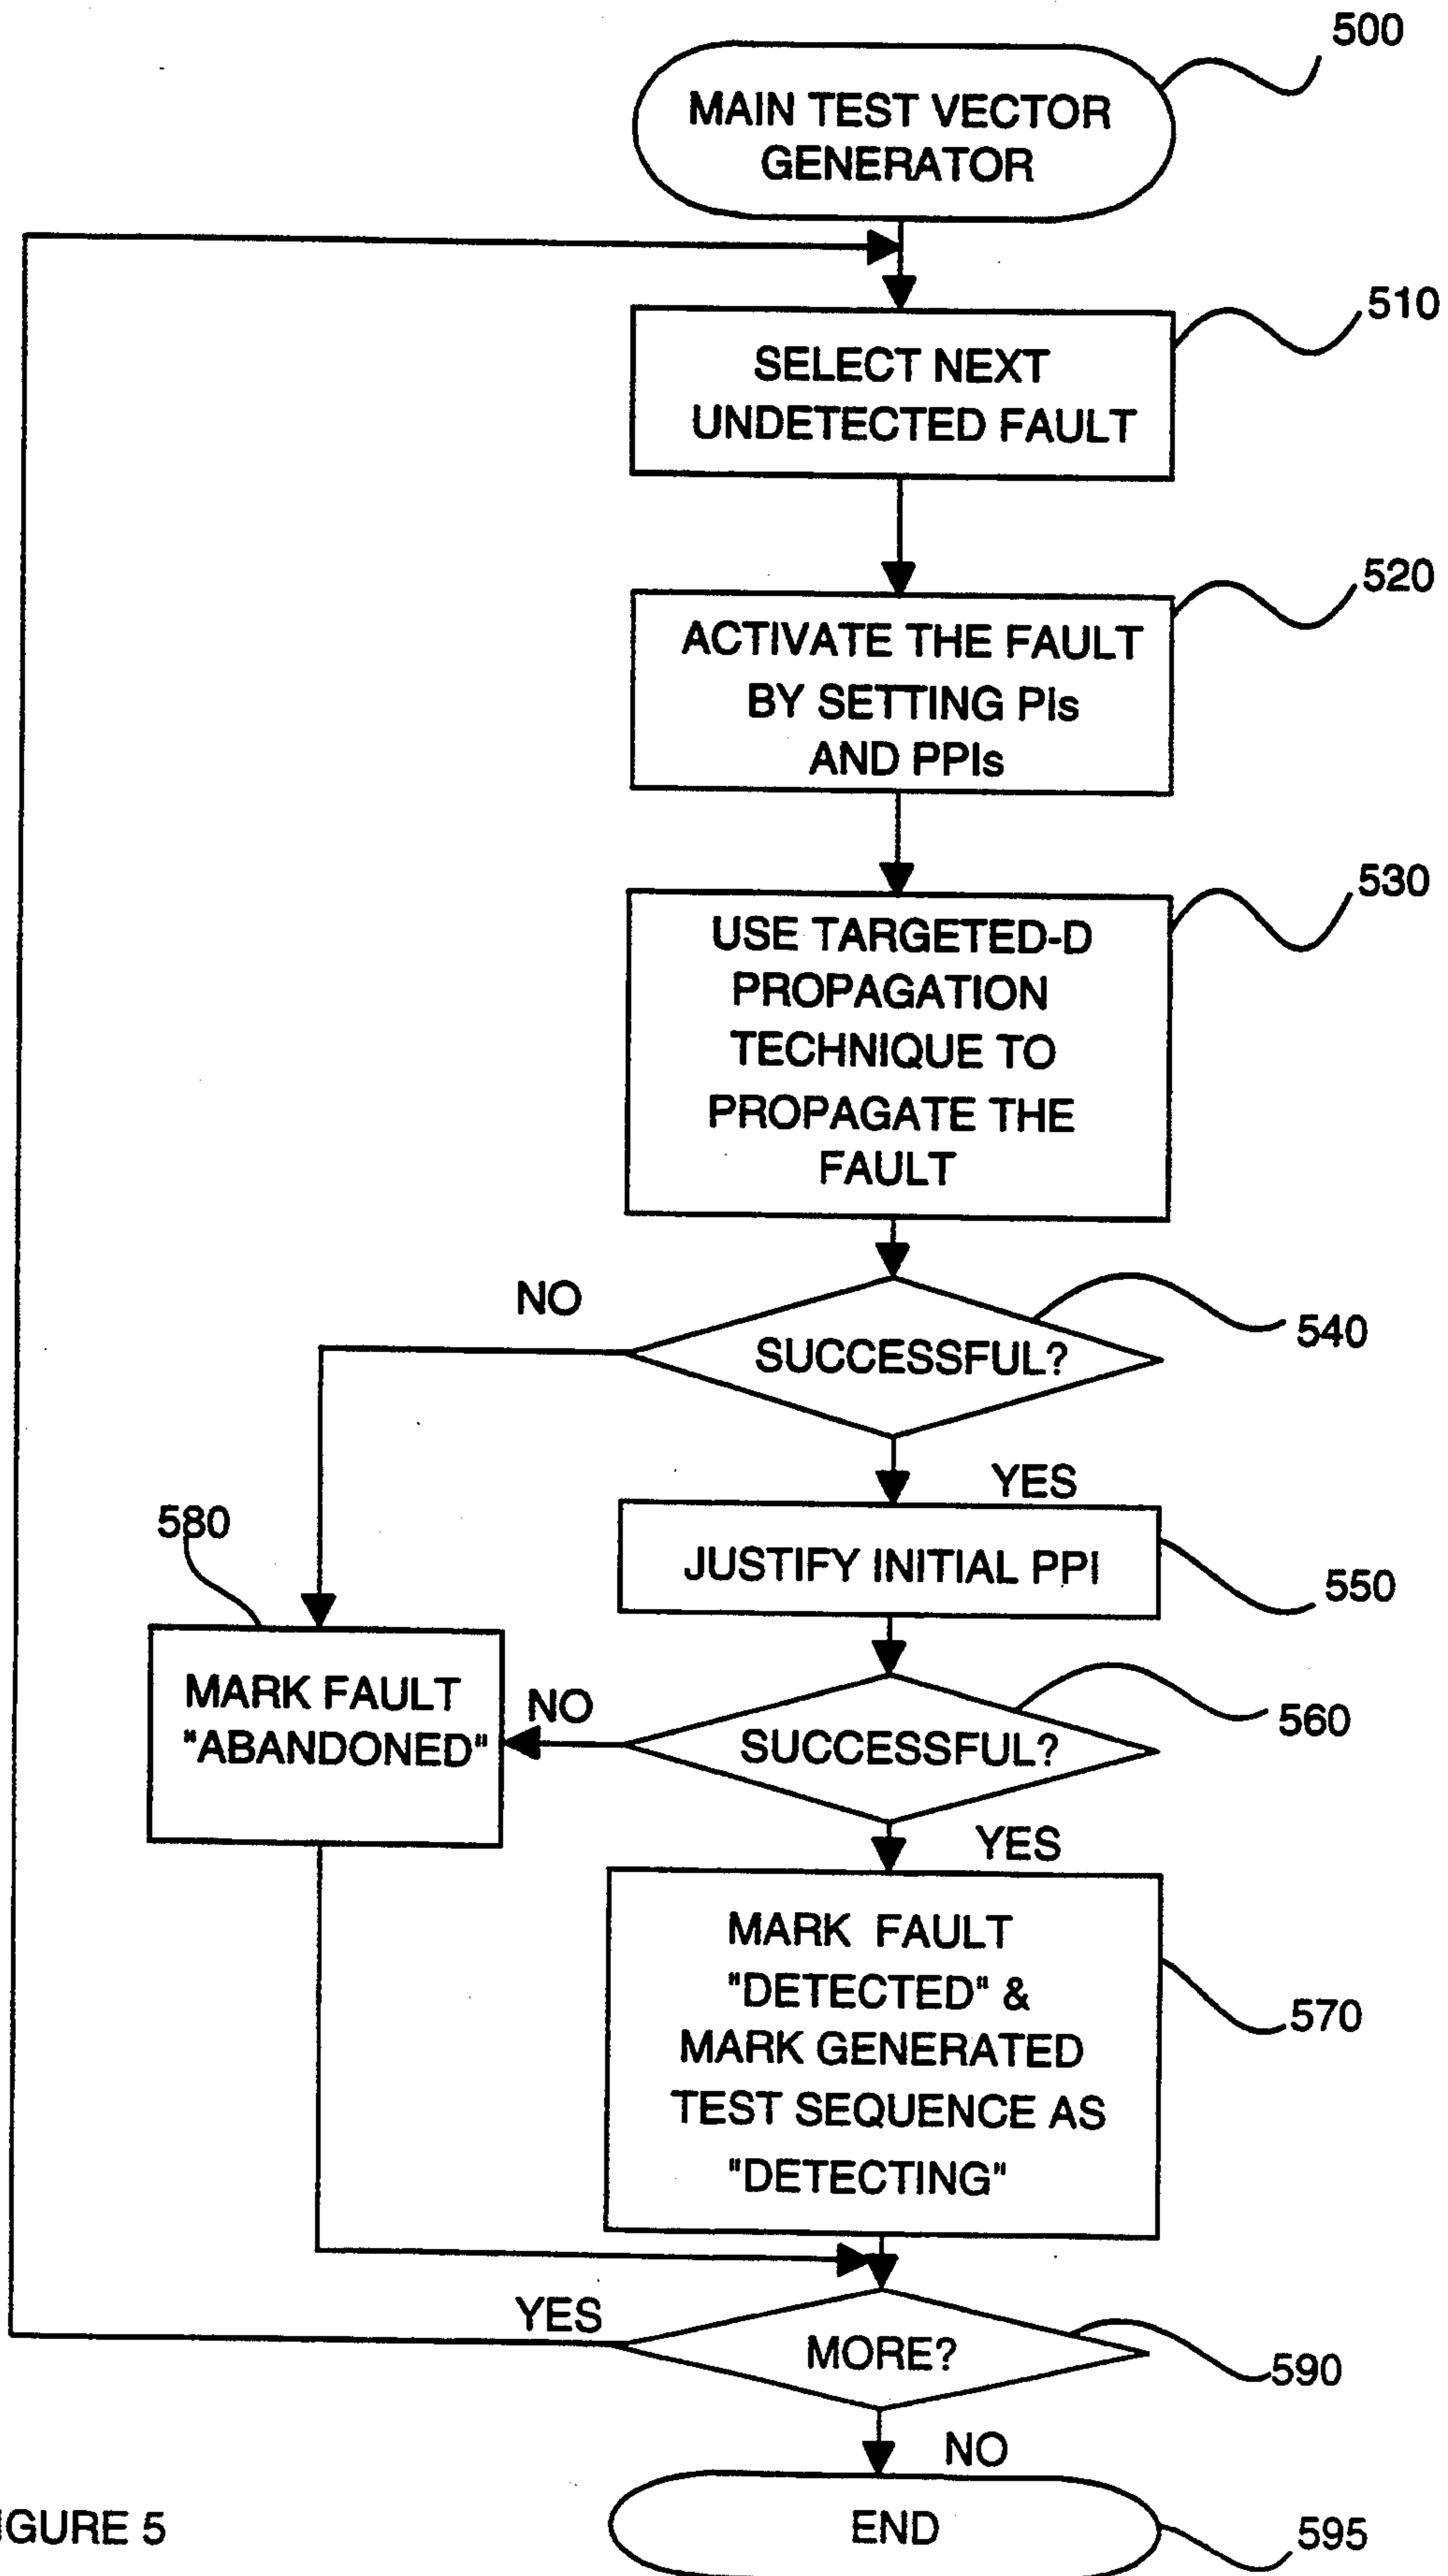 500
MAIN TEST VECTOR
GENERATOR
510
SELECT NEXT
UNDETECTED FAULT
520
ACTIVATE THE FAULT
BY SETTING PIs
AND PPIs
530
USE TARGETED-D
PROPAGATION
TECHNIQUE TO
PROPAGATE THE
FAULT
NO
540
SUCCESSFUL?
YES
580
JUSTIFY INITIAL PPI
550
MARK FAULT
"ABANDONED"
NO
560
SUCCESSFUL?
YES
MARK FAULT
"DETECTED" &
MARK GENERATED
TEST SEQUENCE AS
"DETECTING"
570
YES
MORE?
590
NO
END
595
IGURE 5